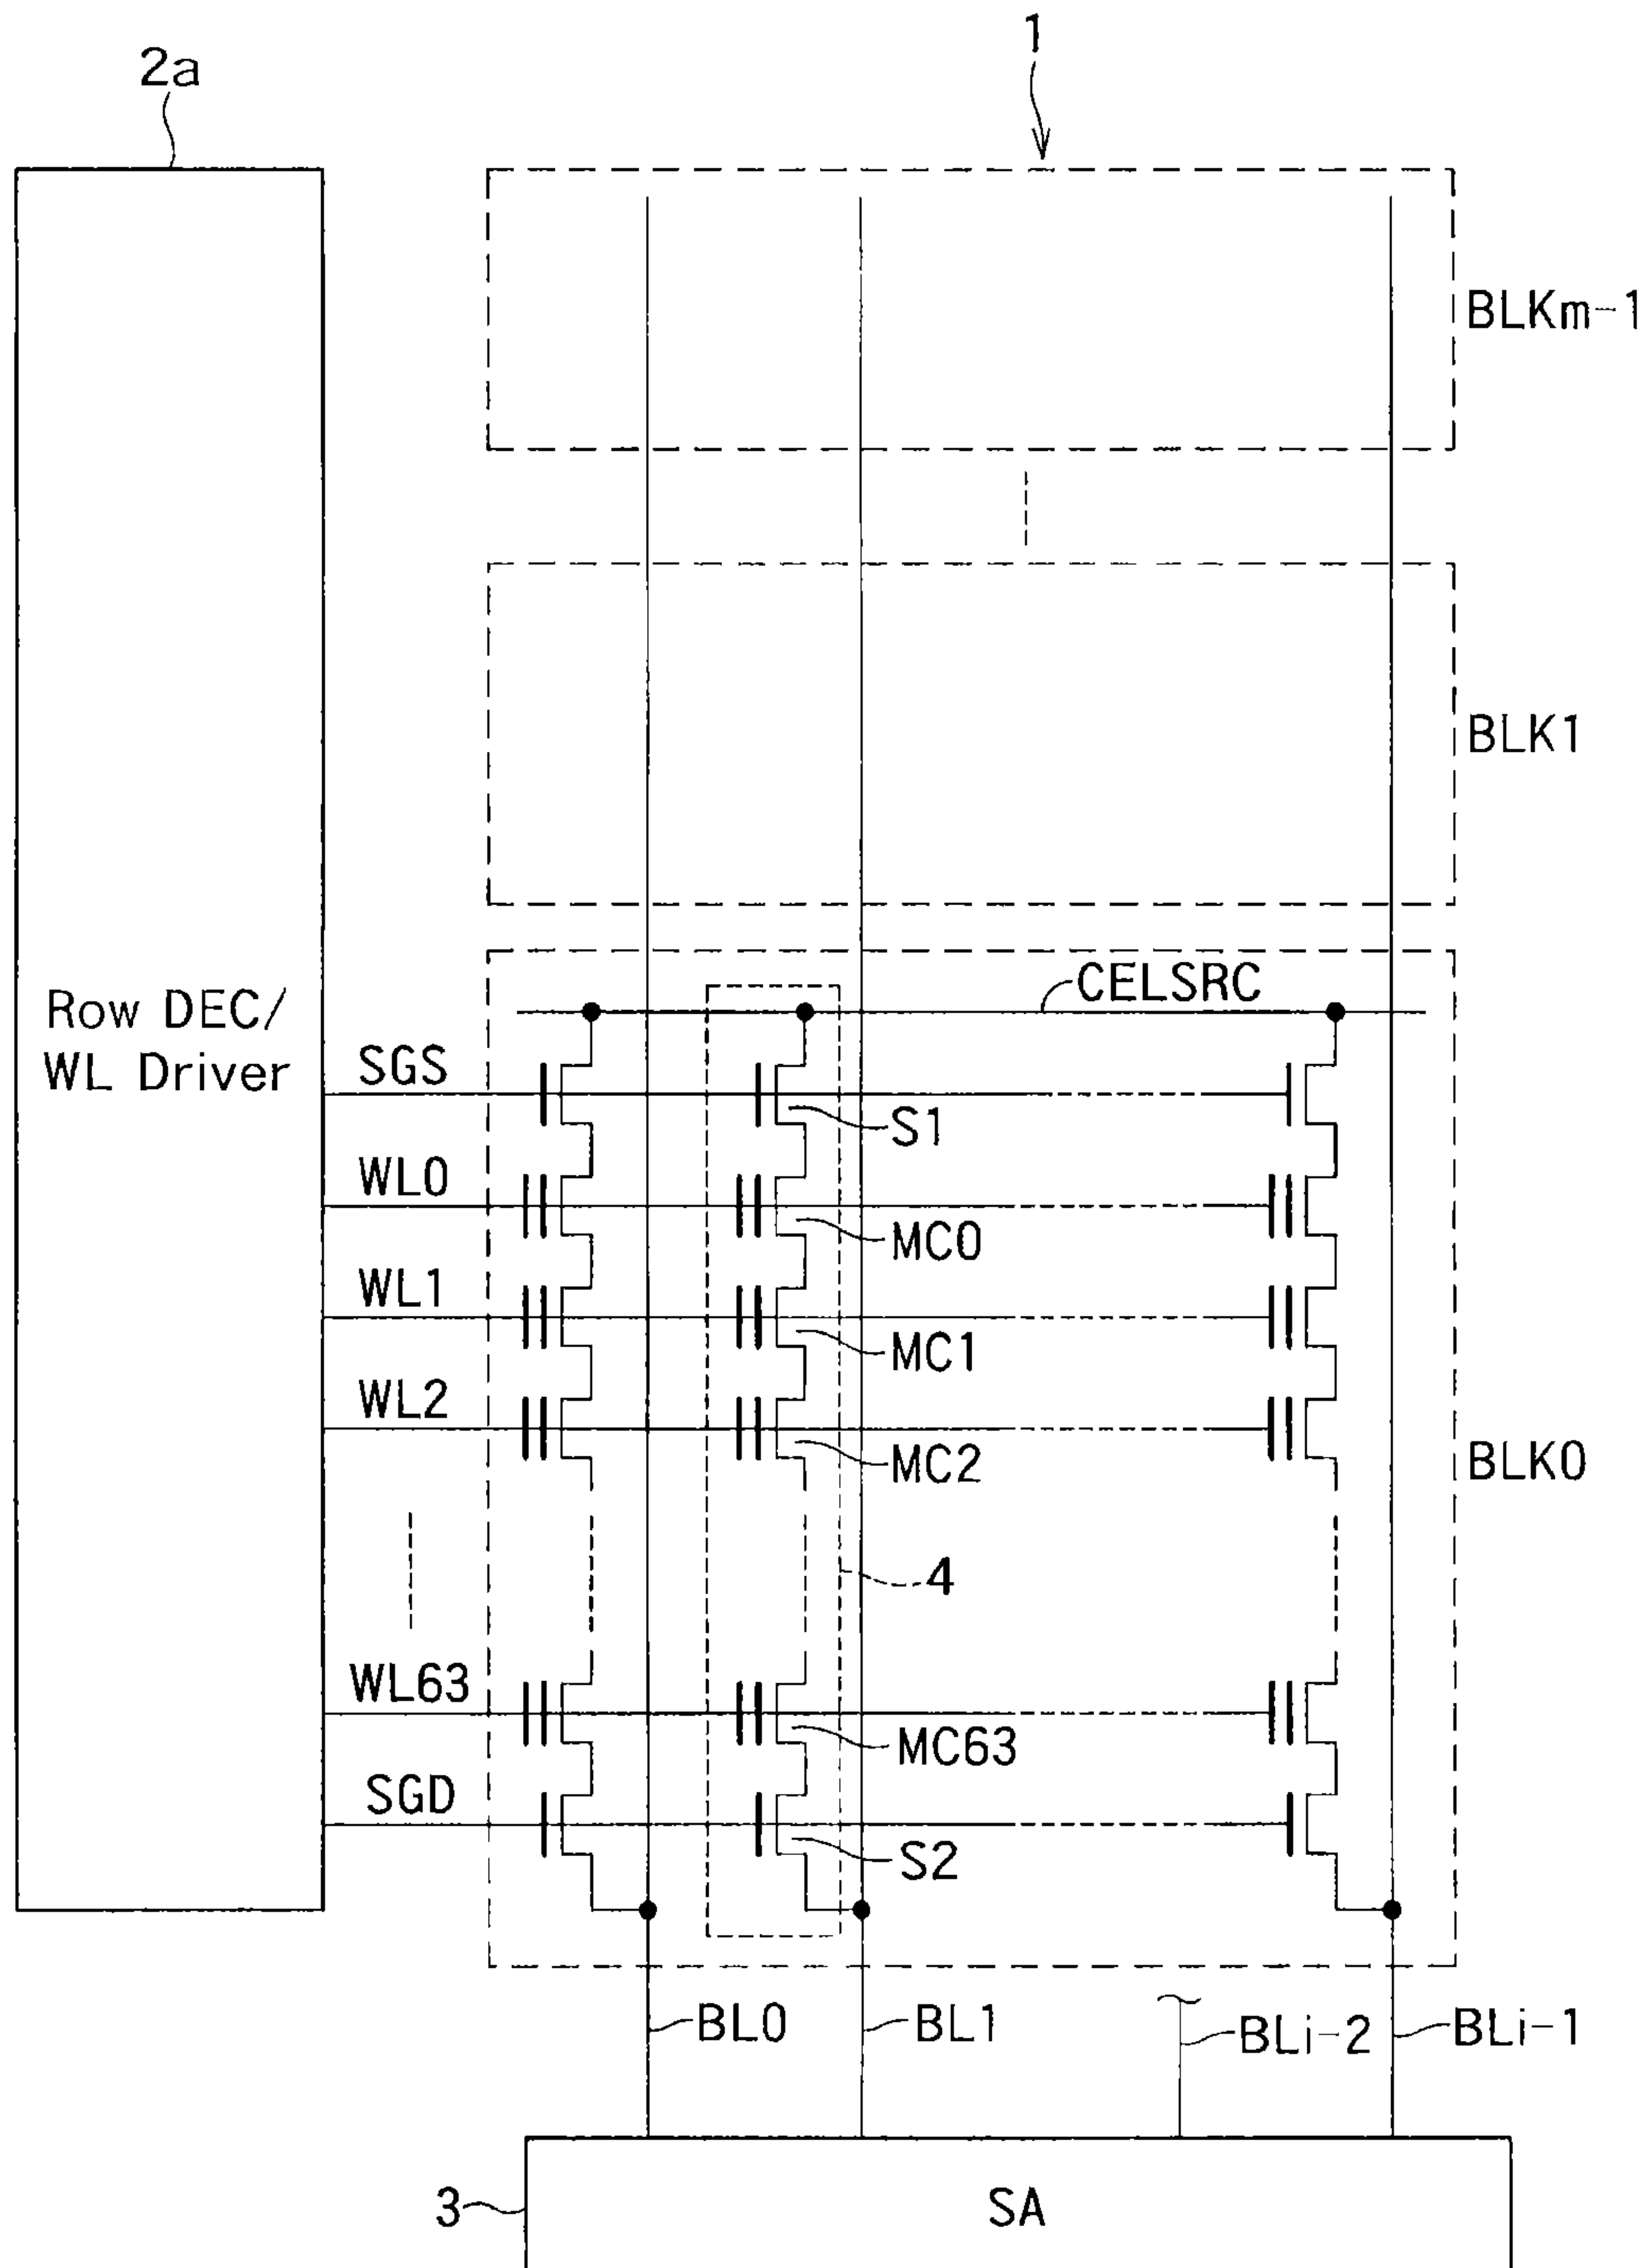 1
2a
BLKm-1
BLK1
Row DEC/
WL Driver
CELSRC
SGS
S1
WL0
MC0
WL1
MC1
WL2
MC2
BLK0
4
WL63
MC63
SGD
S2
BL0
BL1
BLi-2
BLi-1
3
SA